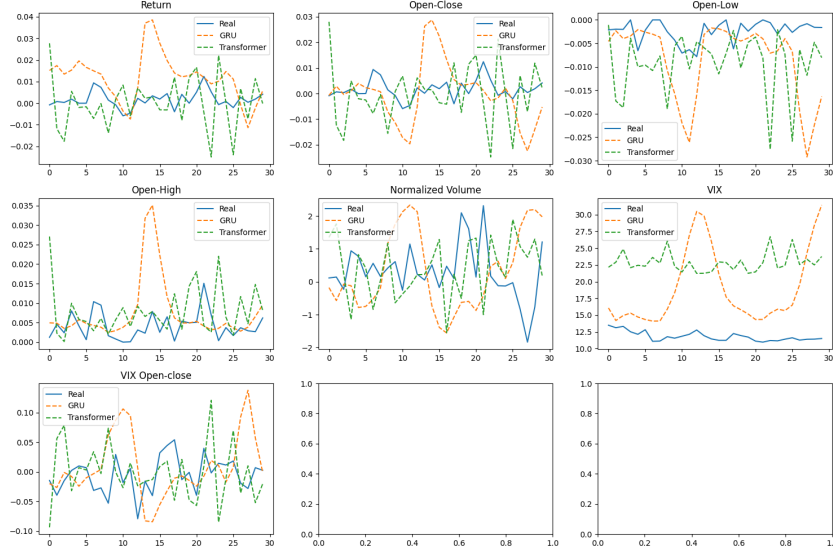 Return
Open-Close
Open-Low
0.04
0.03
0.02
0.01
0.00
−0.01
−0.02
0 5 10 15 20 25 30
Real
GRU
Transformer
0.03
0.02
0.01
0.00
−0.01
−0.02
0 5 10 15 20 25 30
Real
GRU
Transformer
0.000
−0.005
−0.010
−0.015
−0.020
−0.025
−0.030
0 5 10 15 20 25 30
Real
GRU
Transformer
Open-High
Normalized Volume
VIX
0.035
0.030
0.025
0.020
0.015
0.010
0.005
0.000
0 5 10 15 20 25 30
Real
GRU
Transformer
2
1
0
−1
−2
0 5 10 15 20 25 30
Real
GRU
Transformer
30.0
27.5
25.0
22.5
20.0
17.5
15.0
12.5
10.0
0 5 10 15 20 25 30
Real
GRU
Transformer
VIX Open-close
0.10
0.05
0.00
−0.05
−0.10
0 5 10 15 20 25 30
Real
GRU
Transformer
1.0
0.8
0.6
0.4
0.2
0.0
0.0 0.2 0.4 0.6 0.8 1.0
1.0
0.8
0.6
0.4
0.2
0.0
0.0 0.2 0.4 0.6 0.8 1.0